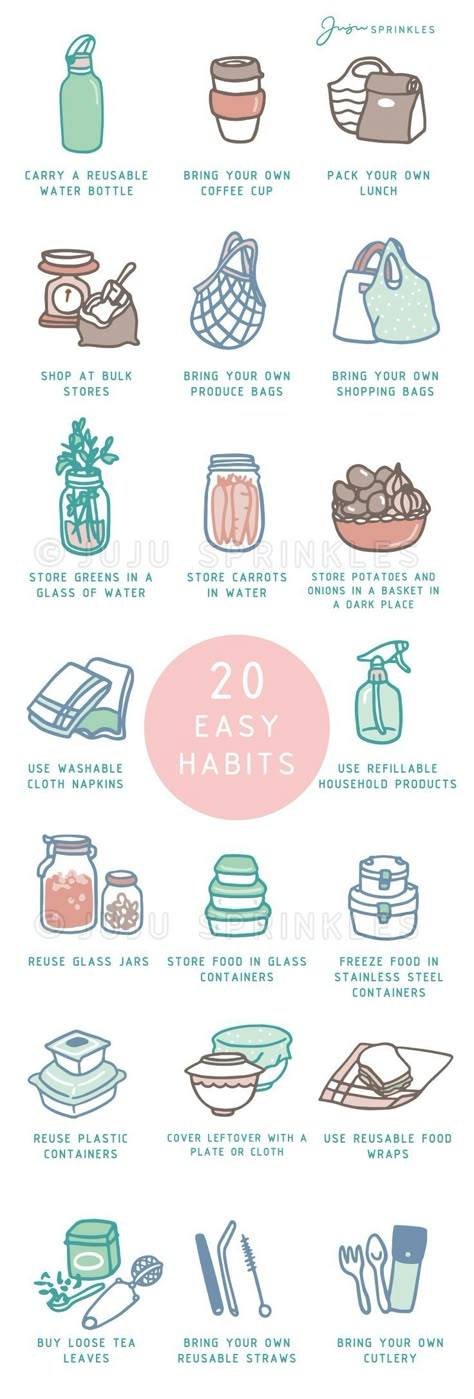 Juju SPRINKLES
CARRY A REUSABLE
WATER BOTTLE
BRING YOUR OWN
COFFEE CUP
PACK YOUR OWN
LUNCH
SHOP AT BULK
STORES
BRING YOUR OWN
PRODUCE BAGS
BRING YOUR OWN
SHOPPING BAGS
© JUJU SPRINKLES
STORE GREENS IN A
GLASS OF WATER
STORE CARROTS
IN WATER
STORE POTATOES AND
ONIONS IN A BASKET IN
A DARK PLACE
20
EASY
HABITS
USE WASHABLE
CLOTH NAPKINS
USE REFILLABLE
HOUSEHOLD PRODUCTS
© JUJU SPRINKLES
REUSE GLASS JARS
STORE FOOD IN GLASS
CONTAINERS
FREEZE FOOD IN
STAINLESS STEEL
CONTAINERS
REUSE PLASTIC
CONTAINERS
COVER LEFTOVER WITH A
PLATE OR CLOTH
USE REUSABLE FOOD
WRAPS
BUY LOOSE TEA
LEAVES
BRING YOUR OWN
REUSABLE STRAWS
BRING YOUR OWN
CUTLERY